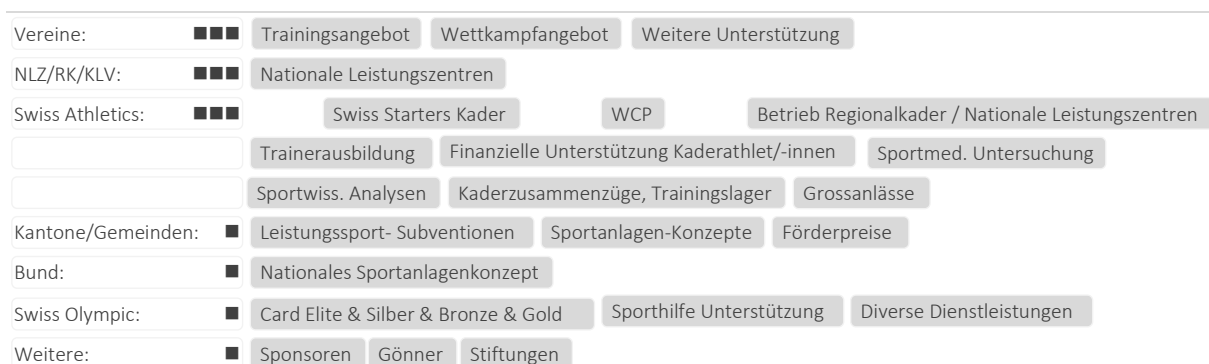 Vereine: ■■■ Trainingsangebot Wettkampfangebot Weitere Unterstützung
NLZ/RK/KLV: ■■■ Nationale Leistungszentren
Swiss Athletics: ■■■ Swiss Starters Kader WCP Betrieb Regionalkader / Nationale Leistungszentren
Trainerausbildung Finanzielle Unterstützung Kaderathlet/-innen Sportmed. Untersuchung
Sportwiss. Analysen Kaderzusammenzüge, Trainingslager Grossanlässe
Kantone/Gemeinden: ■ Leistungssport- Subventionen Sportanlagen-Konzepte Förderpreise
Bund: ■ Nationales Sportanlagenkonzept
Swiss Olympic: ■ Card Elite & Silber & Bronze & Gold Sporthilfe Unterstützung Diverse Dienstleistungen
Weitere: ■ Sponsoren Gönner Stiftungen